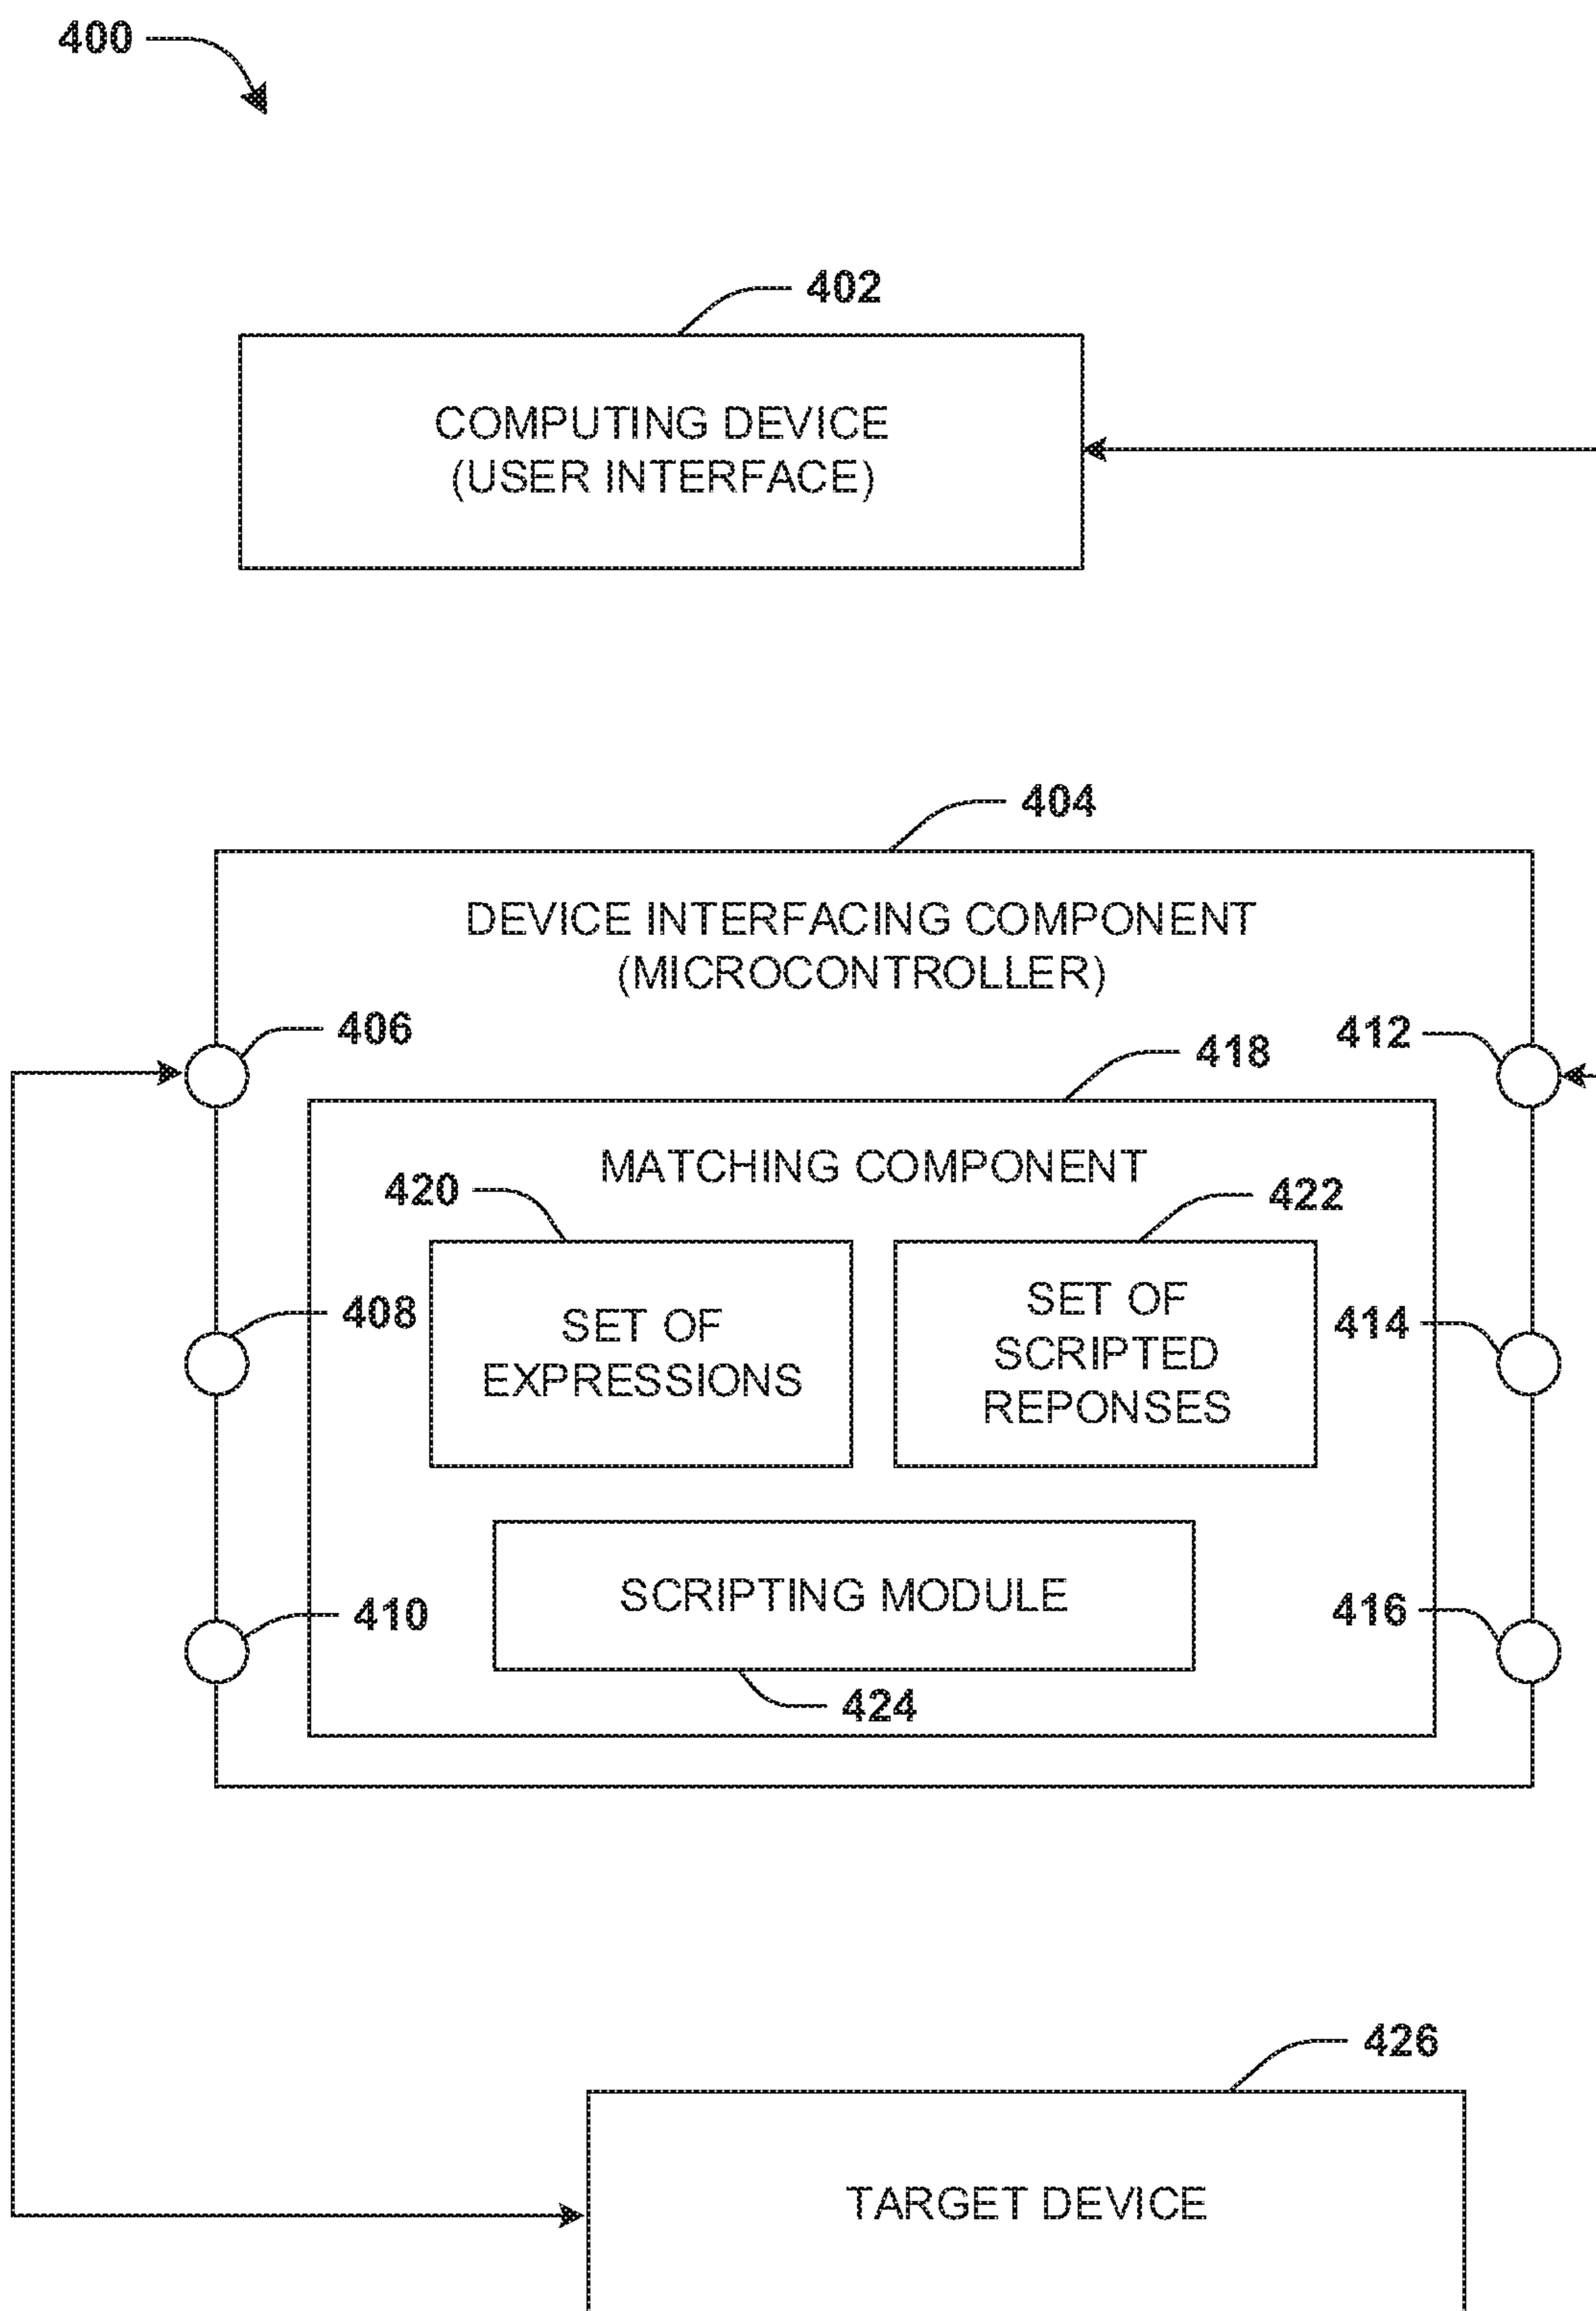 400
402
COMPUTING DEVICE
(USER INTERFACE)
404
DEVICE INTERFACING COMPONENT
(MICROCONTROLLER)
406
412
418
MATCHING COMPONENT
420
422
SET OF
EXPRESSIONS
SET OF
SCRIPTED
REPONSES
408
414
SCRIPTING MODULE
410
416
424
426
TARGET DEVICE